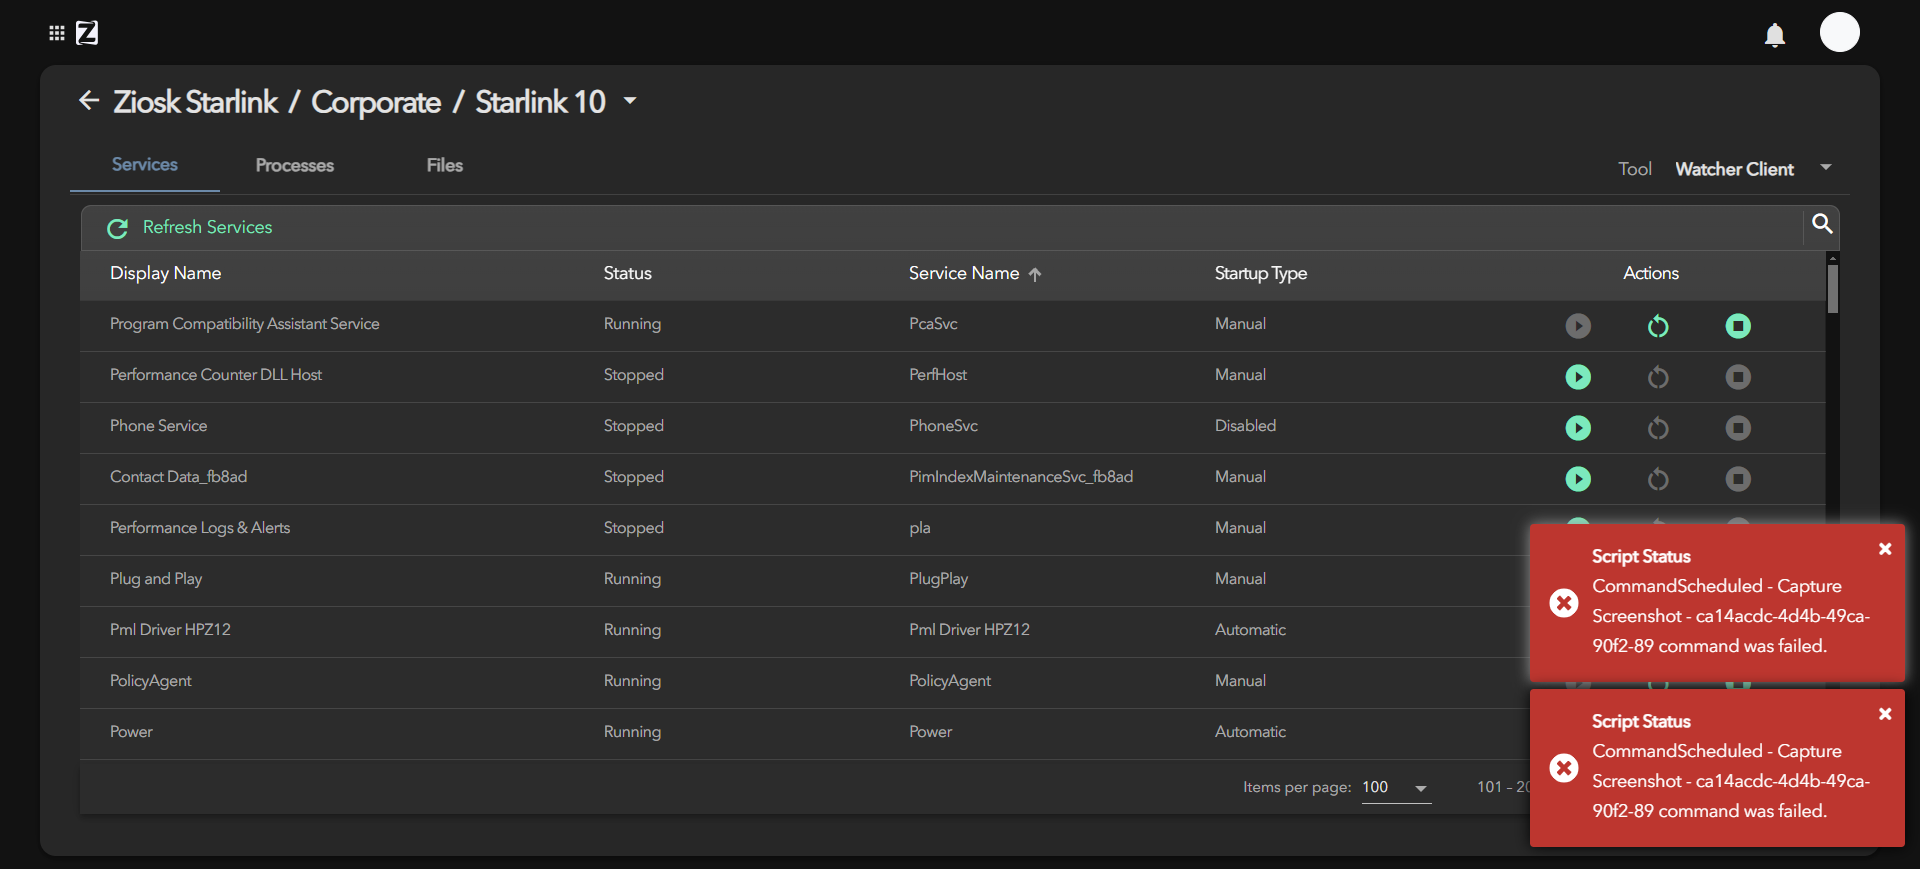 Z
Ziosk Starlink / Corporate / Starlink 10
Services Processes Files Tool Watcher Client
Refresh Services
Display Name Status Service Name Startup Type Actions
Program Compatibility Assistant Service Running PcaSvc Manual
Performance Counter DLL Host Stopped PerfHost Manual
Phone Service Stopped PhoneSvc Disabled
Contact Data_fb8ad Stopped PimIndexMaintenanceSvc_fb8ad Manual
Performance Logs & Alerts Stopped pla Manual
Plug and Play Running PlugPlay Manual
Pml Driver HPZ12 Running Pml Driver HPZ12 Automatic
PolicyAgent Running PolicyAgent Manual
Power Running Power Automatic
Items per page: 100 101 – 20
Script Status
CommandScheduled - Capture
Screenshot - ca14acdc-4d4b-49ca-
90f2-89 command was failed.
Script Status
CommandScheduled - Capture
Screenshot - ca14acdc-4d4b-49ca-
90f2-89 command was failed.